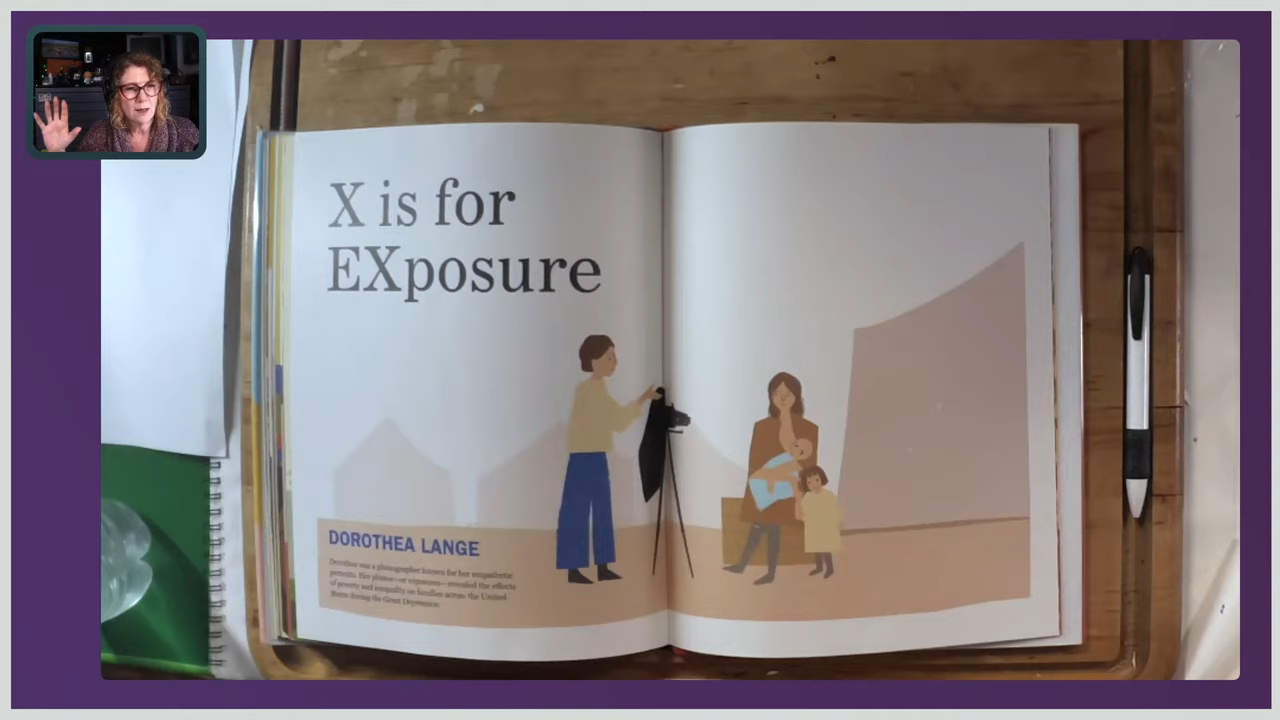 X is for
EXposure
DOROTHEA LANGE
Dorothea was a photographer known for her empathetic
portraits. Her photos—or exposures—revealed the effects
of poverty and inequality on families across the United
States during the Great Depression.